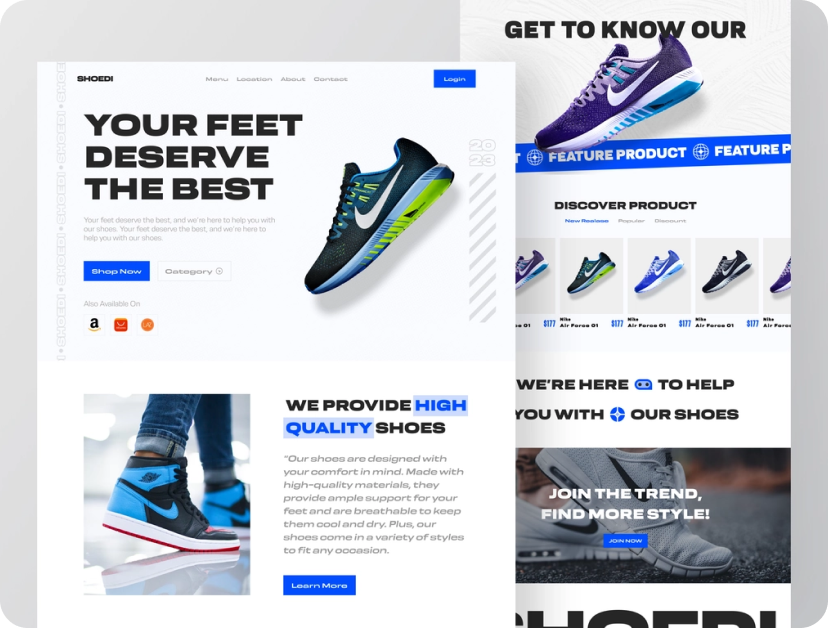 SHOEDI
Menu Location About Contact
Login
YOUR FEET
DESERVE
THE BEST
Your feet deserve the best, and we're here to help you with
our shoes. Your feet deserve the best, and we're here to
help you with our shoes.
Shop Now
Category
Also Available On
a
20
23
SHOEDI • SHOEDI • SHOEDI • SHOEDI • SHOEDI
WE PROVIDE HIGH
QUALITY SHOES
"Our shoes are designed with
your comfort in mind. Made with
high-quality materials, they
provide ample support for your
feet and are breathable to keep
them cool and dry. Plus, our
shoes come in a variety of styles
to fit any occasion.
Learn More
GET TO KNOW OUR
FEATURE PRODUCT FEATURE P
DISCOVER PRODUCT
Popular Discount
$177
Nike
Air Force 01 $177
Nike
Air Force 01 $177
Nike
Air Force 01 $177
Nike
Air Force 01
WE'RE HERE TO HELP
YOU WITH OUR SHOES
JOIN THE TREND,
FIND MORE STYLE!
JOIN NOW
SHOEDI